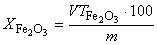 X_{Fe_2O_3} = \frac{VT_{Fe_2O_3} \cdot 100}{m}